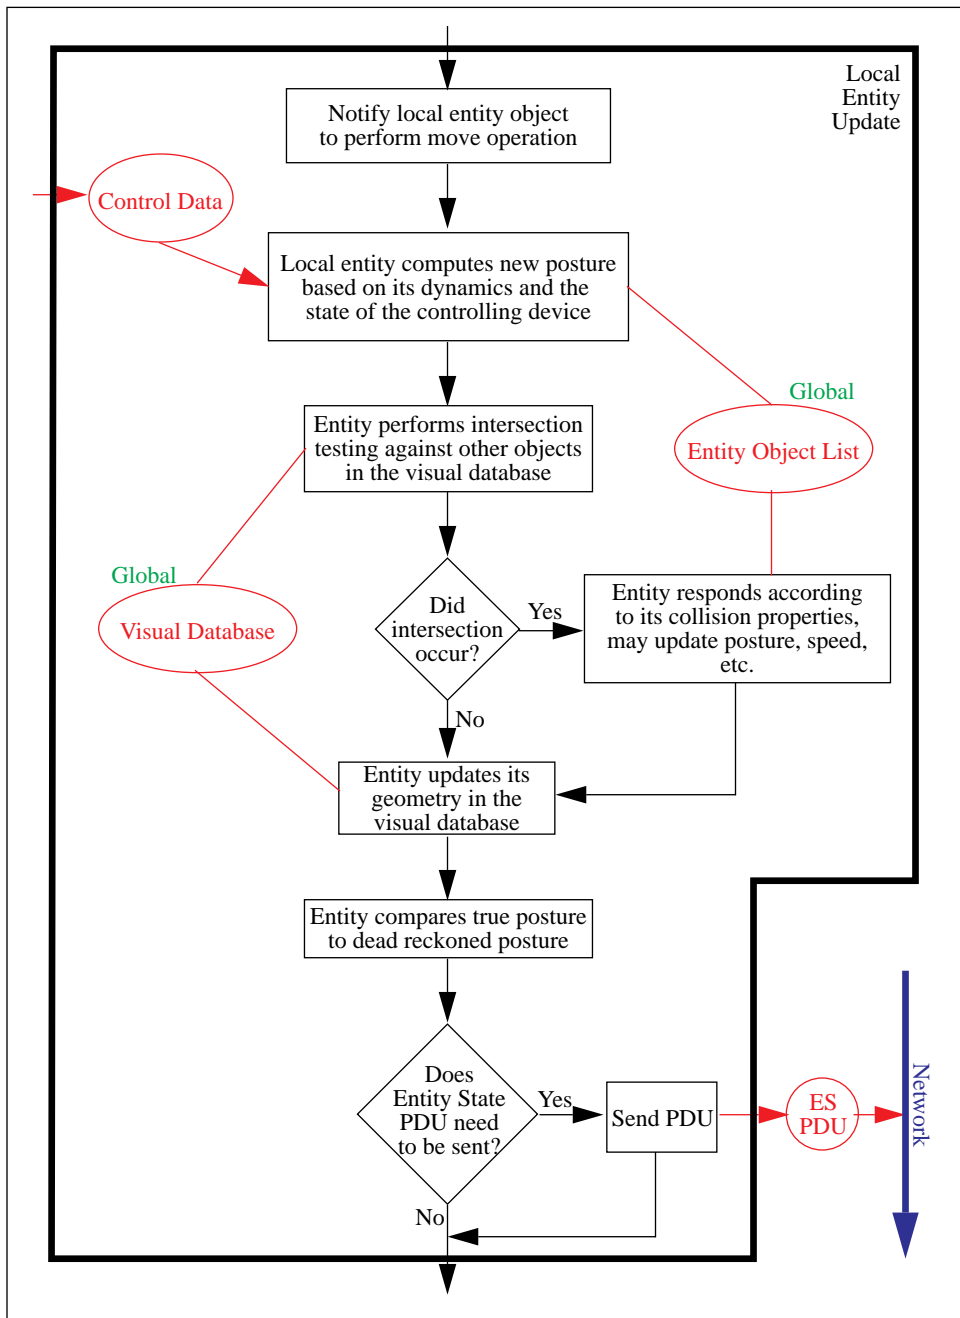 Local
Entity
Update
Notify local entity object
to perform move operation
Control Data
Local entity computes new posture
based on its dynamics and the
state of the controlling device
Global
Entity Object List
Entity performs intersection
testing against other objects
in the visual database
Global
Visual Database
Did
intersection
occur?
Yes
Entity responds according
to its collision properties,
may update posture, speed,
etc.
No
Entity updates its
geometry in the
visual database
Entity compares true posture
to dead reckoned posture
Does
Entity State
PDU need
to be sent?
Yes
Send PDU
ES
PDU
Network
No